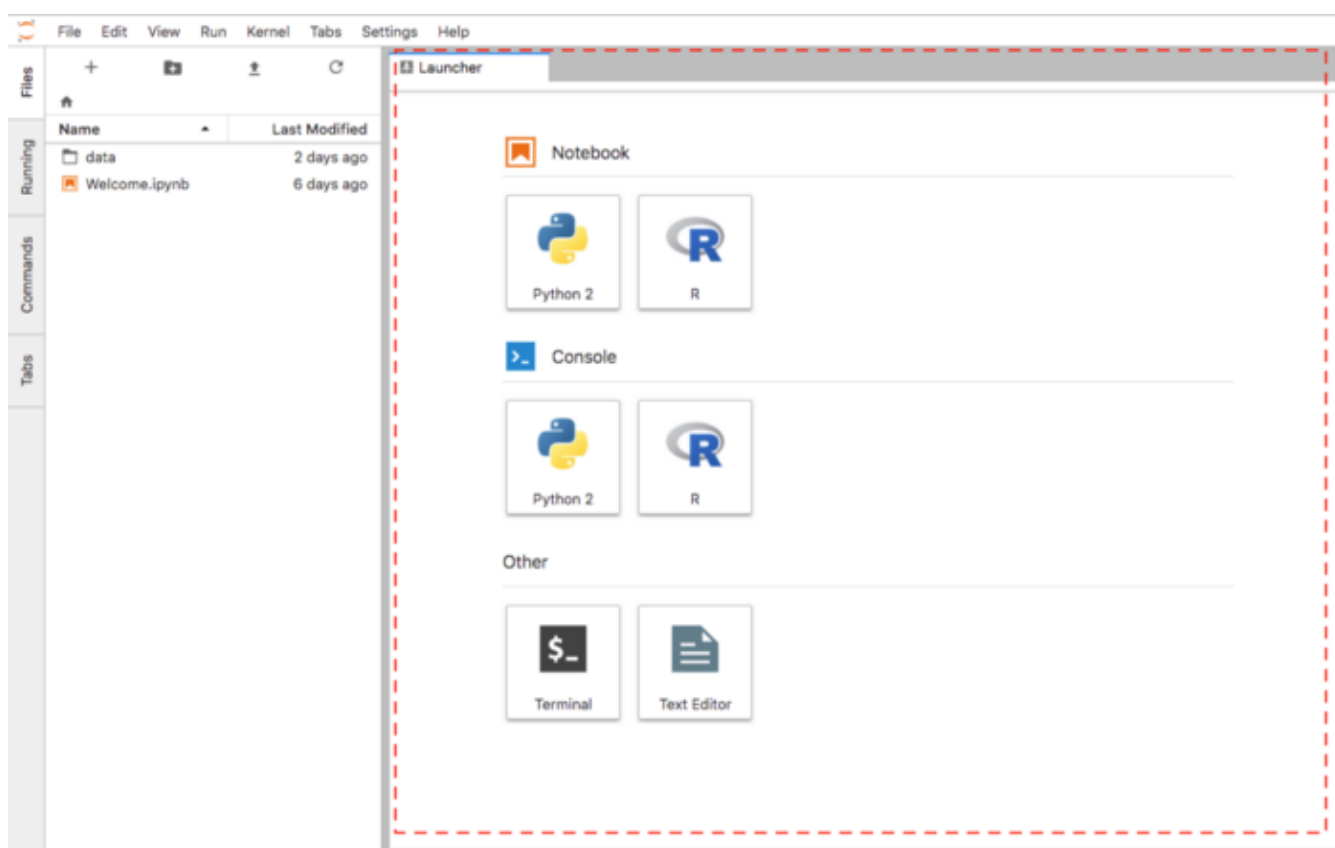 File Edit View Run Kernel Tabs Settings Help
Files
Running
Commands
Tabs
Name Last Modified
data 2 days ago
Welcome.ipynb 6 days ago
Launcher
Notebook
Python 2 R
Console
>_
Python 2 R
Other
$_
Terminal Text Editor